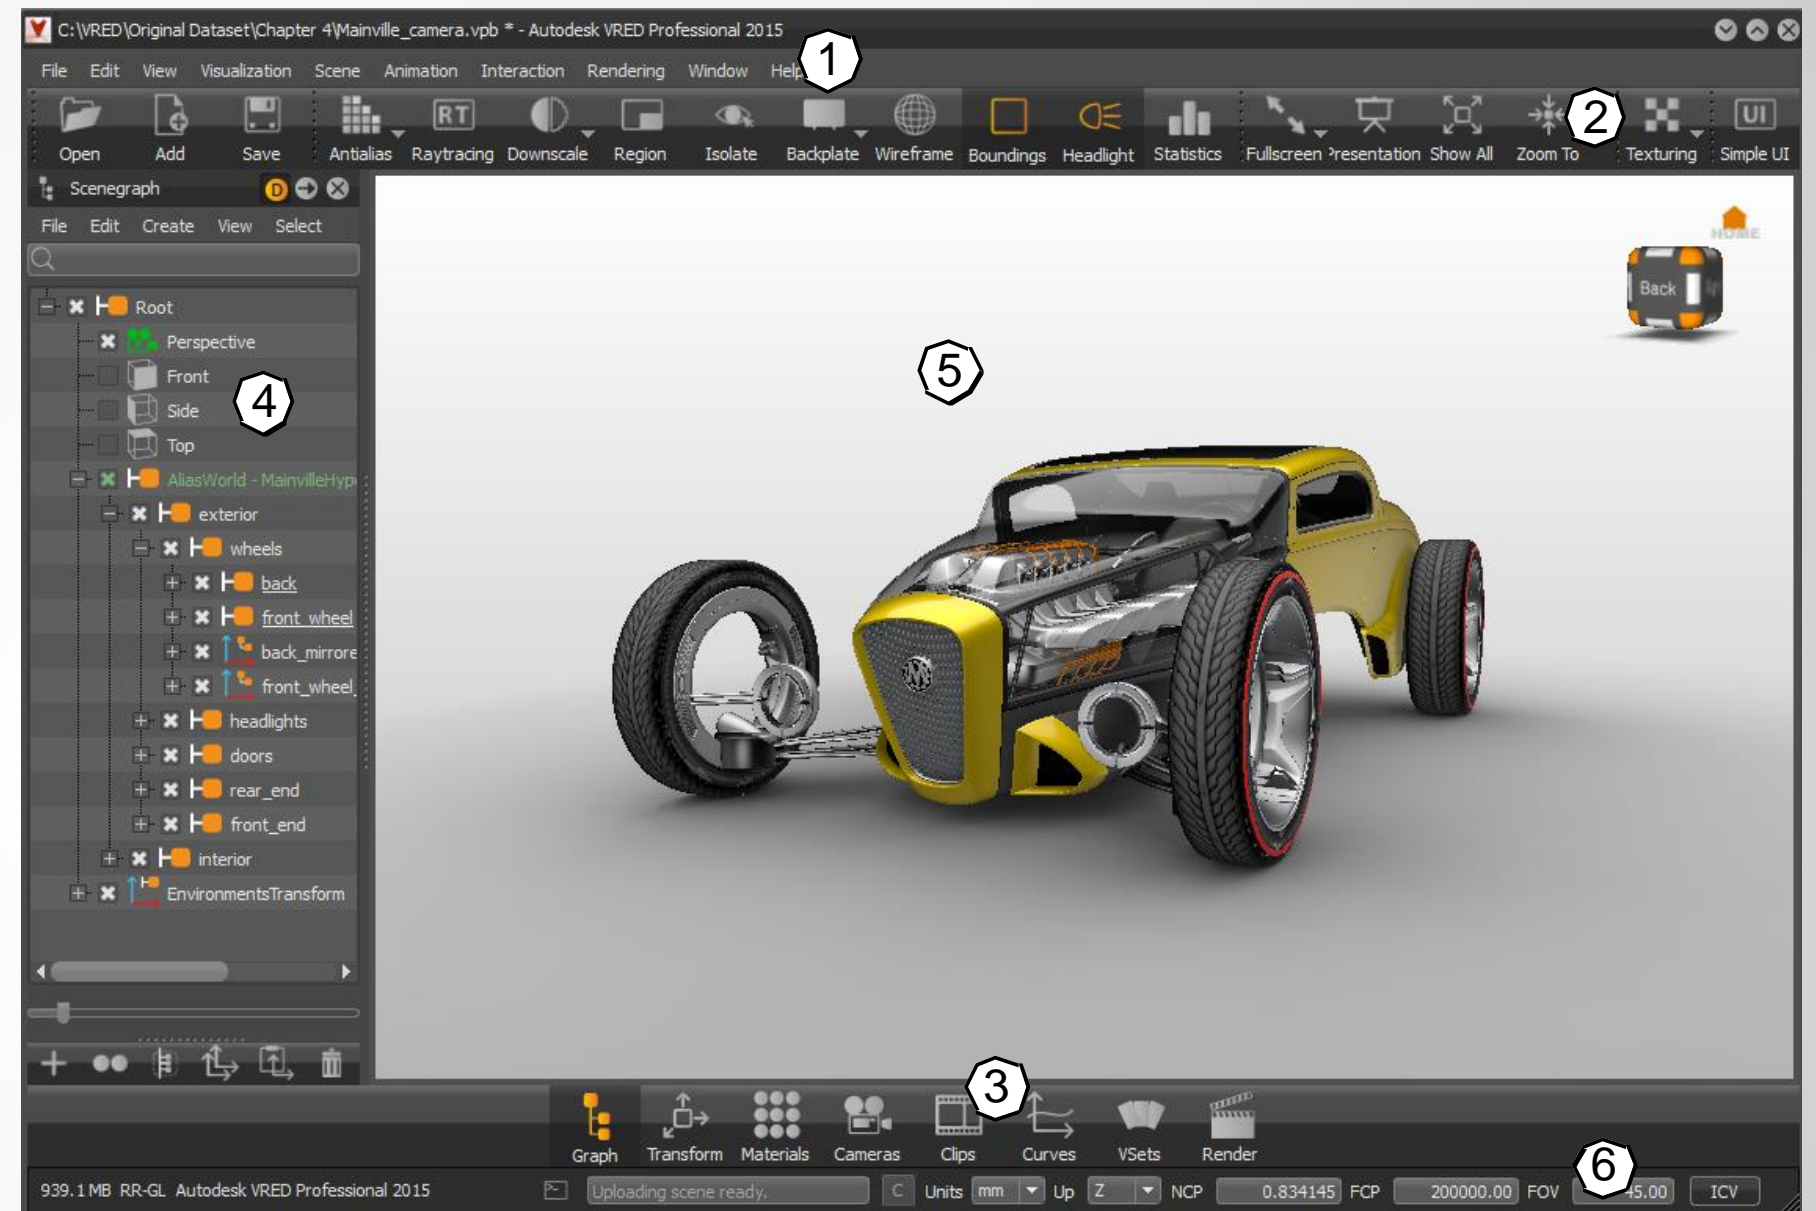 C:\VRED\Original Dataset\Chapter 4\Mainville_camera.vpb * - Autodesk VRED Professional 2015
File Edit View Visualization Scene Animation Interaction Rendering Window Help
1
RT
UI
2
Open Add Save Antialias Raytracing Downscale Region Isolate Backplate Wireframe Boundings Headlight Statistics Fullscreen Presentation Show All Zoom To Texturing Simple UI
Scenegraph D
File Edit Create View Select
HOME
Back
Root
Perspective
Front
Side
Top
4
5
AliasWorld - MainvilleHype
exterior
wheels
back
front_wheel
back_mirrore
front_wheel_
headlights
doors
rear_end
front_end
interior
EnvironmentsTransform
M
3
Graph Transform Materials Cameras Clips Curves VSets Render
6
939.1 MB RR-GL Autodesk VRED Professional 2015 Uploading scene ready. C Units mm Up Z NCP 0.834145 FCP 200000.00 FOV 45.00 ICV